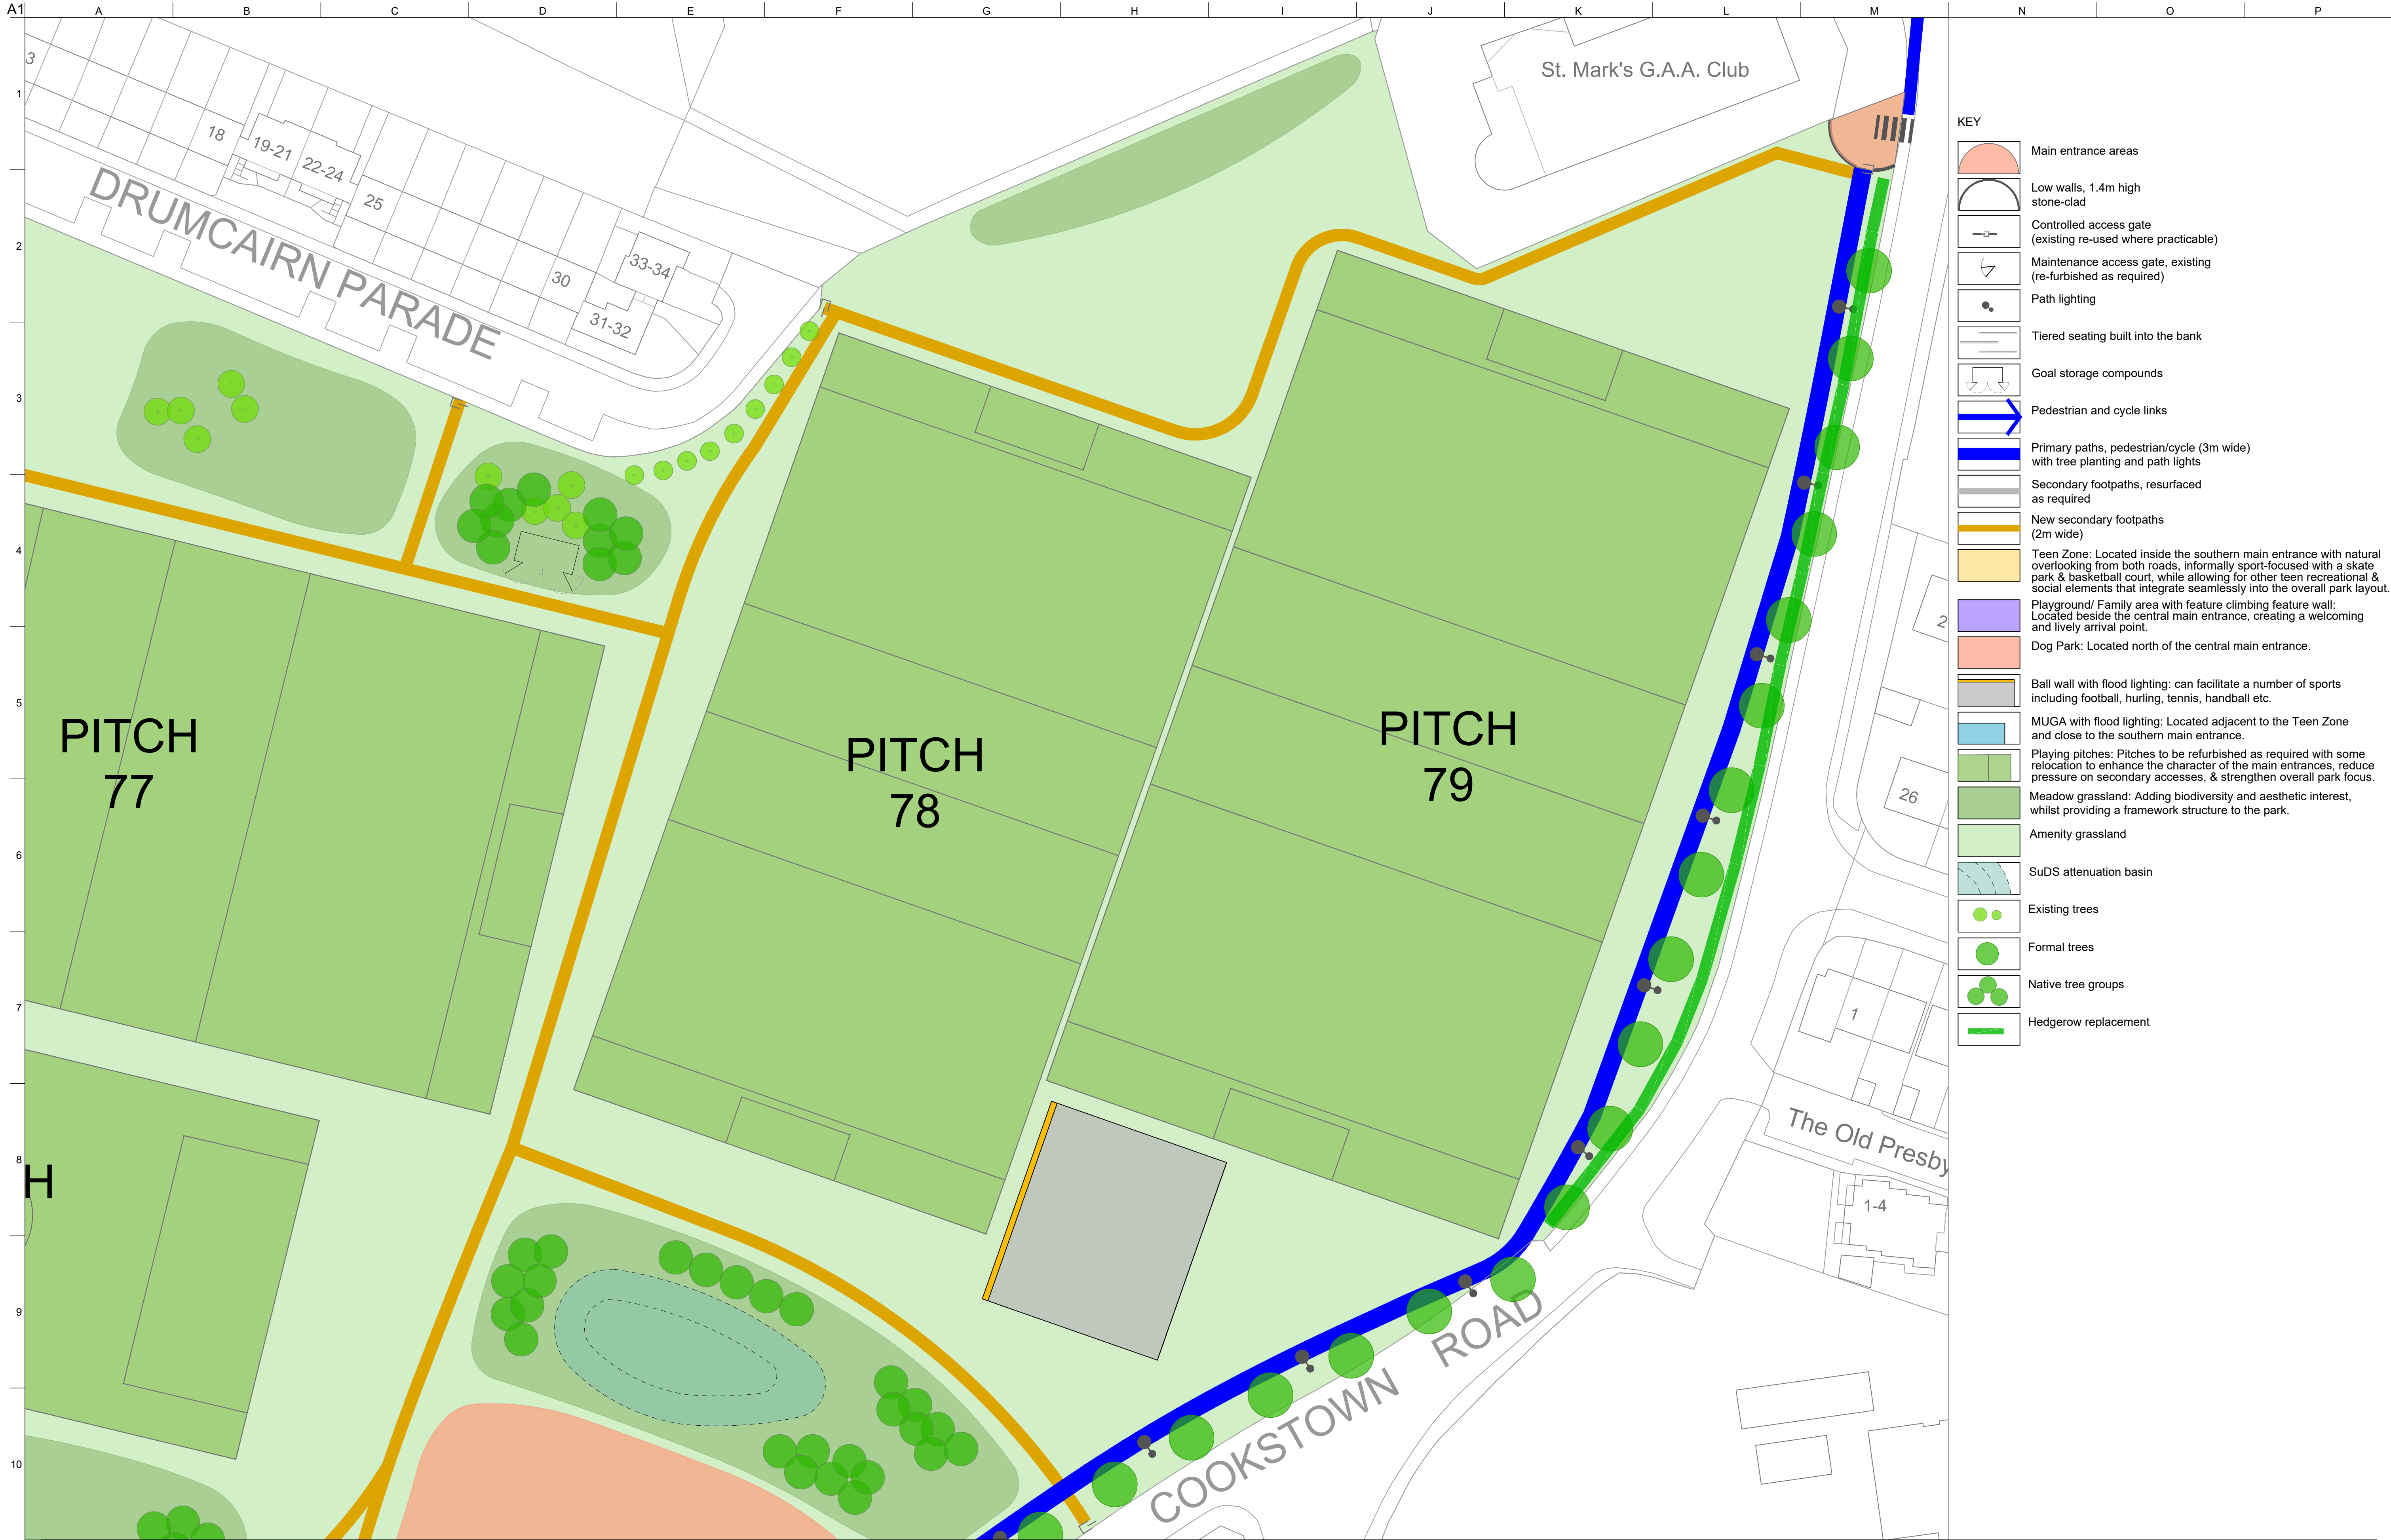 A1 A B C D E F G H I J K L M N O P
1
2
3
4
5
6
7
8
9
10
3
18
19-21
22-24
25
30
31-32
33-34
DRUMCAIRN PARADE
St. Mark's G.A.A. Club
PITCH
77
PITCH
78
PITCH
79
H
2
26
1
The Old Presby
1-4
COOKSTOWN ROAD
KEY
Main entrance areas
Low walls, 1.4m high
stone-clad
Controlled access gate
(existing re-used where practicable)
Maintenance access gate, existing
(re-furbished as required)
Path lighting
Tiered seating built into the bank
Goal storage compounds
Pedestrian and cycle links
Primary paths, pedestrian/cycle (3m wide)
with tree planting and path lights
Secondary footpaths, resurfaced
as required
New secondary footpaths
(2m wide)
Teen Zone: Located inside the southern main entrance with natural
overlooking from both roads, informally sport-focused with a skate
park & basketball court, while allowing for other teen recreational &
social elements that integrate seamlessly into the overall park layout.
Playground/ Family area with feature climbing feature wall:
Located beside the central main entrance, creating a welcoming
and lively arrival point.
Dog Park: Located north of the central main entrance.
Ball wall with flood lighting: can facilitate a number of sports
including football, hurling, tennis, handball etc.
MUGA with flood lighting: Located adjacent to the Teen Zone
and close to the southern main entrance.
Playing pitches: Pitches to be refurbished as required with some
relocation to enhance the character of the main entrances, reduce
pressure on secondary accesses, & strengthen overall park focus.
Meadow grassland: Adding biodiversity and aesthetic interest,
whilst providing a framework structure to the park.
Amenity grassland
SuDS attenuation basin
Existing trees
Formal trees
Native tree groups
Hedgerow replacement